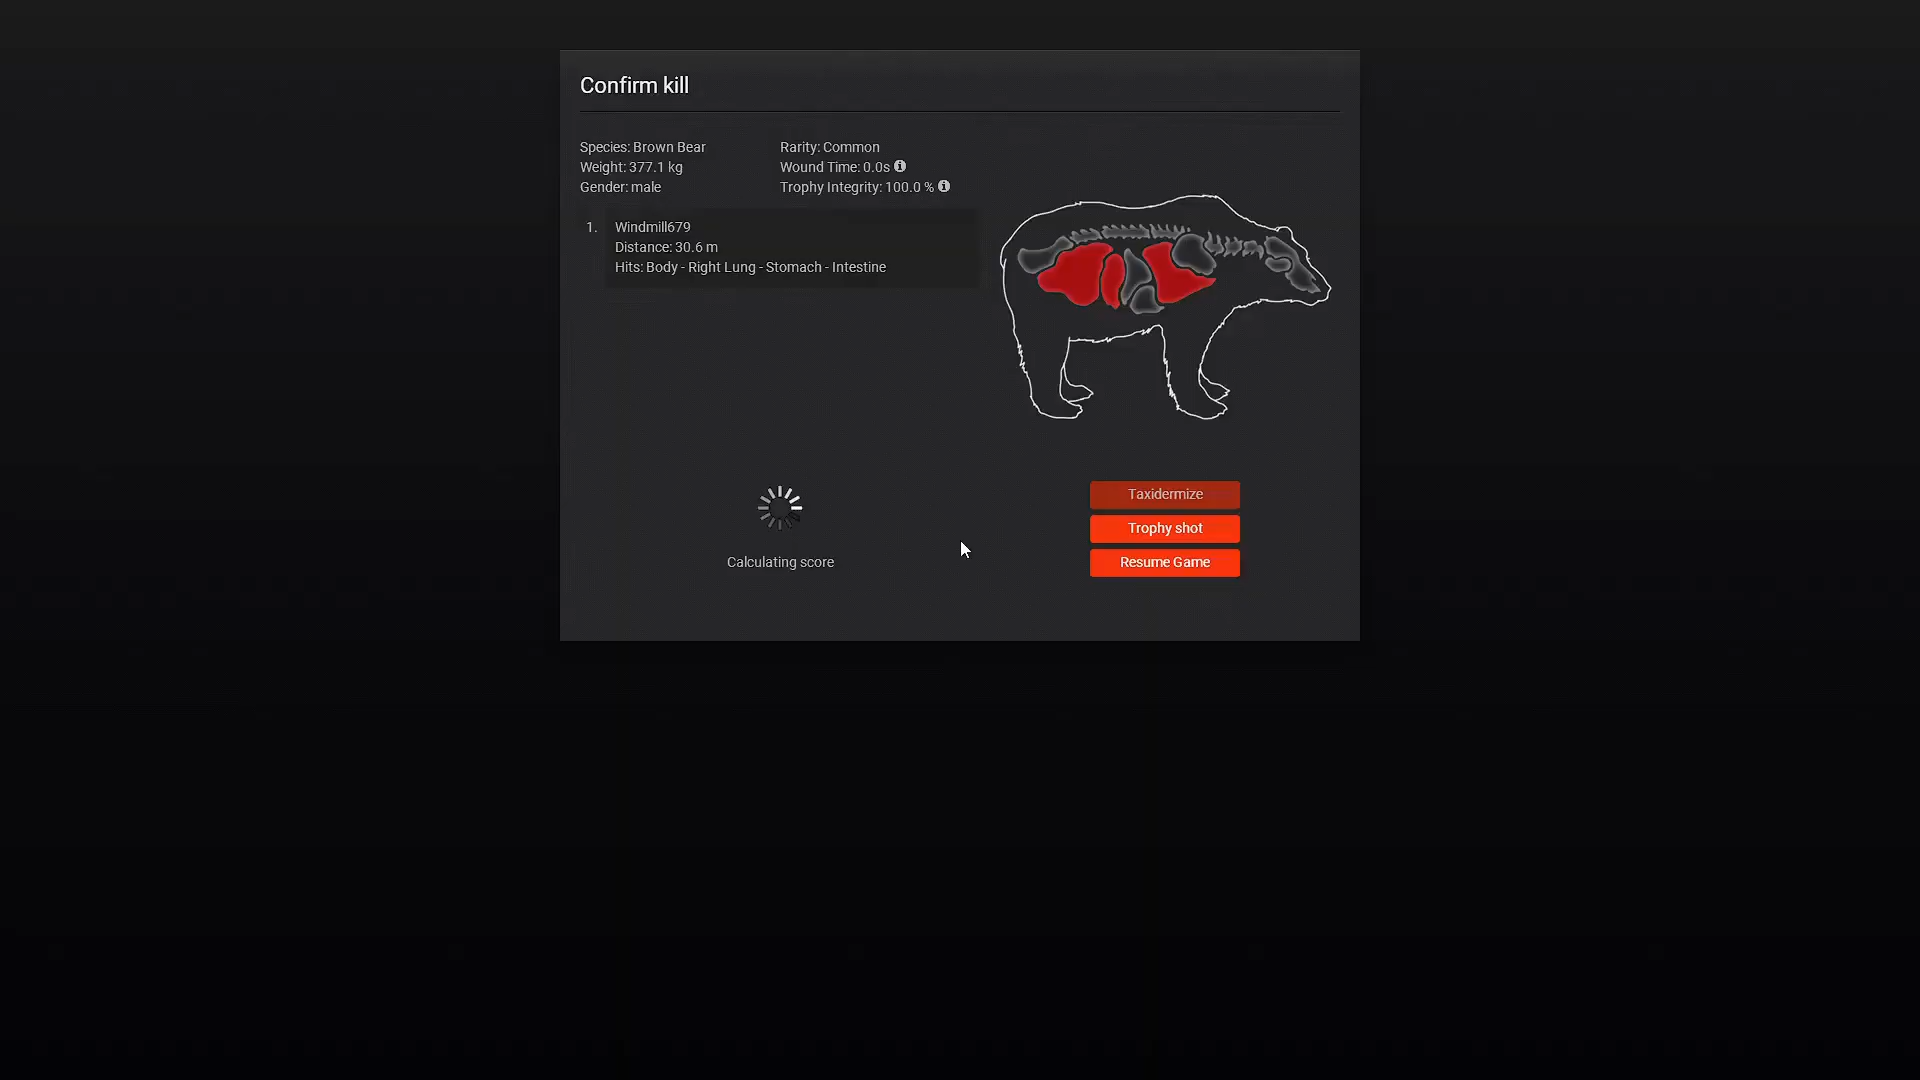 Confirm kill
Species: Brown Bear
Weight: 377.1 kg
Gender: male
Rarity: Common
Wound Time: 0.0s
Trophy Integrity: 100.0 %
1. Windmill679
Distance: 30.6 m
Hits: Body - Right Lung - Stomach - Intestine
Calculating score
Taxidermize
Trophy shot
Resume Game